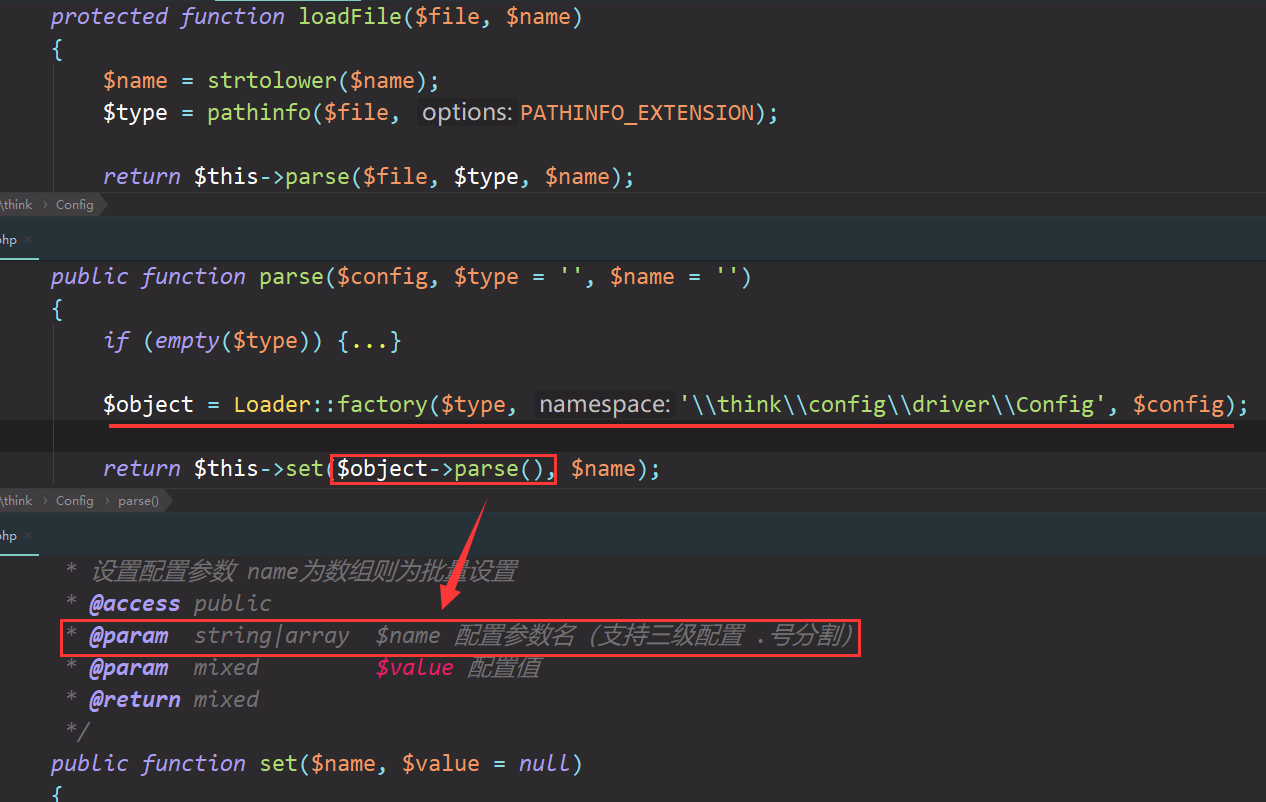 protected function loadFile($file, $name)
{
$name = strtolower($name);
$type = pathinfo($file, options: PATHINFO_EXTENSION);
return $this->parse($file, $type, $name);
\think › Config
php ×
public function parse($config, $type = '', $name = '')
{
if (empty($type)) {...}
$object = Loader::factory($type, namespace: '\\think\\config\\driver\\Config', $config);
return $this->set($object->parse(), $name);
\think › Config › parse()
php ×
* 设置配置参数 name为数组则为批量设置
* @access public
* @param string|array $name 配置参数名（支持三级配置 .号分割）
* @param mixed $value 配置值
* @return mixed
*/
public function set($name, $value = null)
{